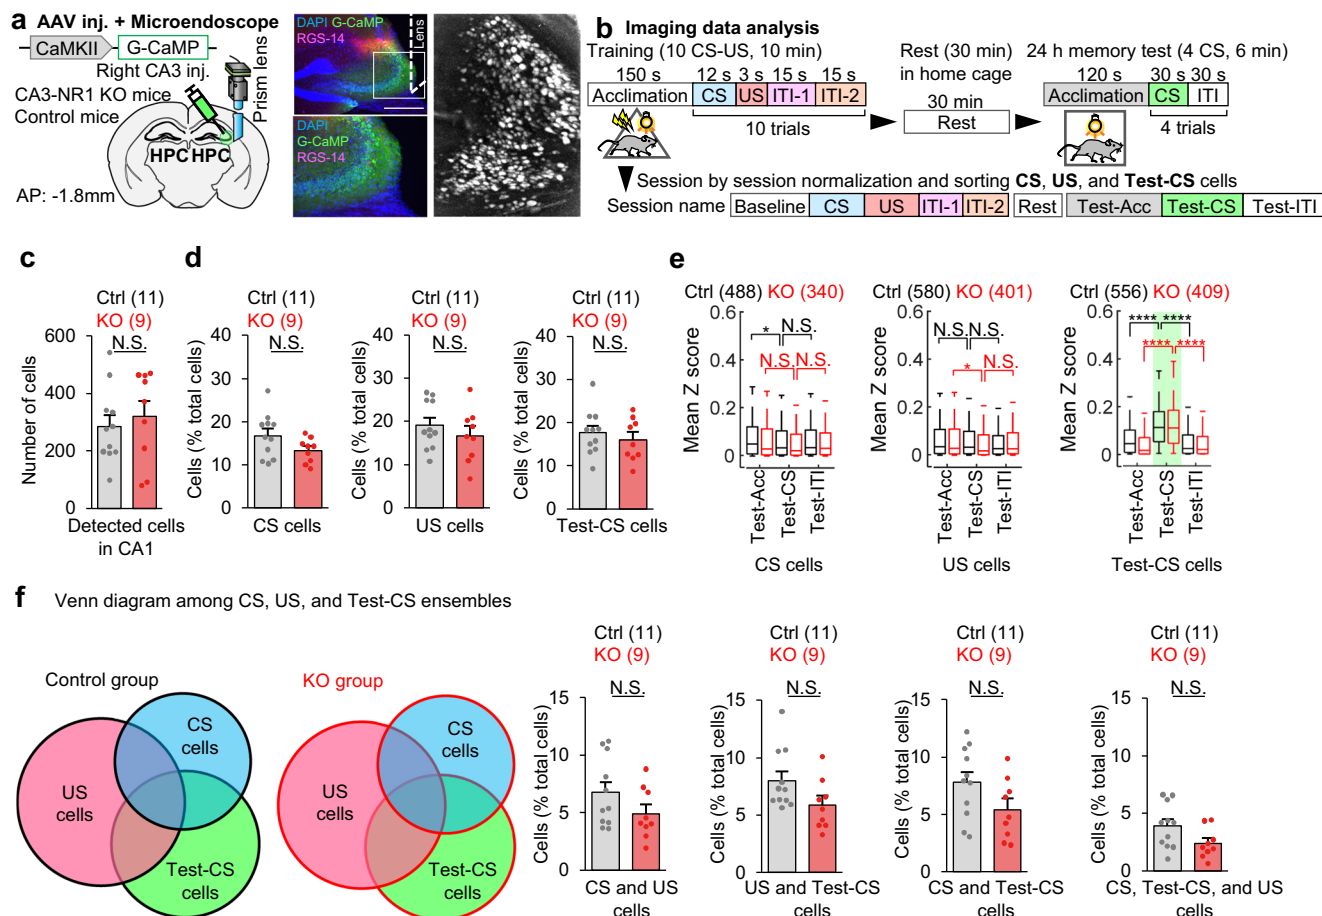 a AAV inj. + Microendoscope
CaMKII G-CaMP
Right CA3 inj.
CA3-NR1 KO mice
Control mice
Prism lens
HPC HPC
AP: -1.8mm
DAPI G-CaMP
RGS-14
Lens
DAPI
G-CaMP
RGS-14
b Imaging data analysis
Training (10 CS-US, 10 min)
150 s 12 s 3 s 15 s 15 s
Acclimation CS US ITI-1 ITI-2
10 trials
Rest (30 min)
in home cage
30 min
Rest
24 h memory test (4 CS, 6 min)
120 s 30 s 30 s
Acclimation CS ITI
4 trials
Session by session normalization and sorting CS, US, and Test-CS cells
Session name Baseline CS US ITI-1 ITI-2 Rest Test-Acc Test-CS Test-ITI
c
Ctrl (11)
KO (9)
N.S.
Number of cells
600
400
200
0
Detected cells
in CA1
d
Ctrl (11)
KO (9)
N.S.
Cells (% total cells)
40
30
20
10
0
CS cells
Ctrl (11)
KO (9)
N.S.
Cells (% total cells)
40
30
20
10
0
US cells
Ctrl (11)
KO (9)
N.S.
Cells (% total cells)
40
30
20
10
0
Test-CS cells
e
Ctrl (488) KO (340)
* N.S.
N.S. N.S.
Mean Z score
0.6
0.4
0.2
0
Test-Acc
Test-CS
Test-ITI
CS cells
Ctrl (580) KO (401)
N.S. N.S.
* N.S.
Mean Z score
0.6
0.4
0.2
0
Test-Acc
Test-CS
Test-ITI
US cells
Ctrl (556) KO (409)
**** ****
**** ****
Mean Z score
0.6
0.4
0.2
0
Test-Acc
Test-CS
Test-ITI
Test-CS cells
f Venn diagram among CS, US, and Test-CS ensembles
Control group
CS
cells
US
cells
Test-CS
cells
KO group
CS
cells
US
cells
Test-CS
cells
Ctrl (11)
KO (9)
N.S.
Cells (% total cells)
15
10
5
0
CS and US
cells
Ctrl (11)
KO (9)
N.S.
Cells (% total cells)
15
10
5
0
US and Test-CS
cells
Ctrl (11)
KO (9)
N.S.
Cells (% total cells)
15
10
5
0
CS and Test-CS
cells
Ctrl (11)
KO (9)
N.S.
Cells (% total cells)
15
10
5
0
CS, Test-CS, and US
cells